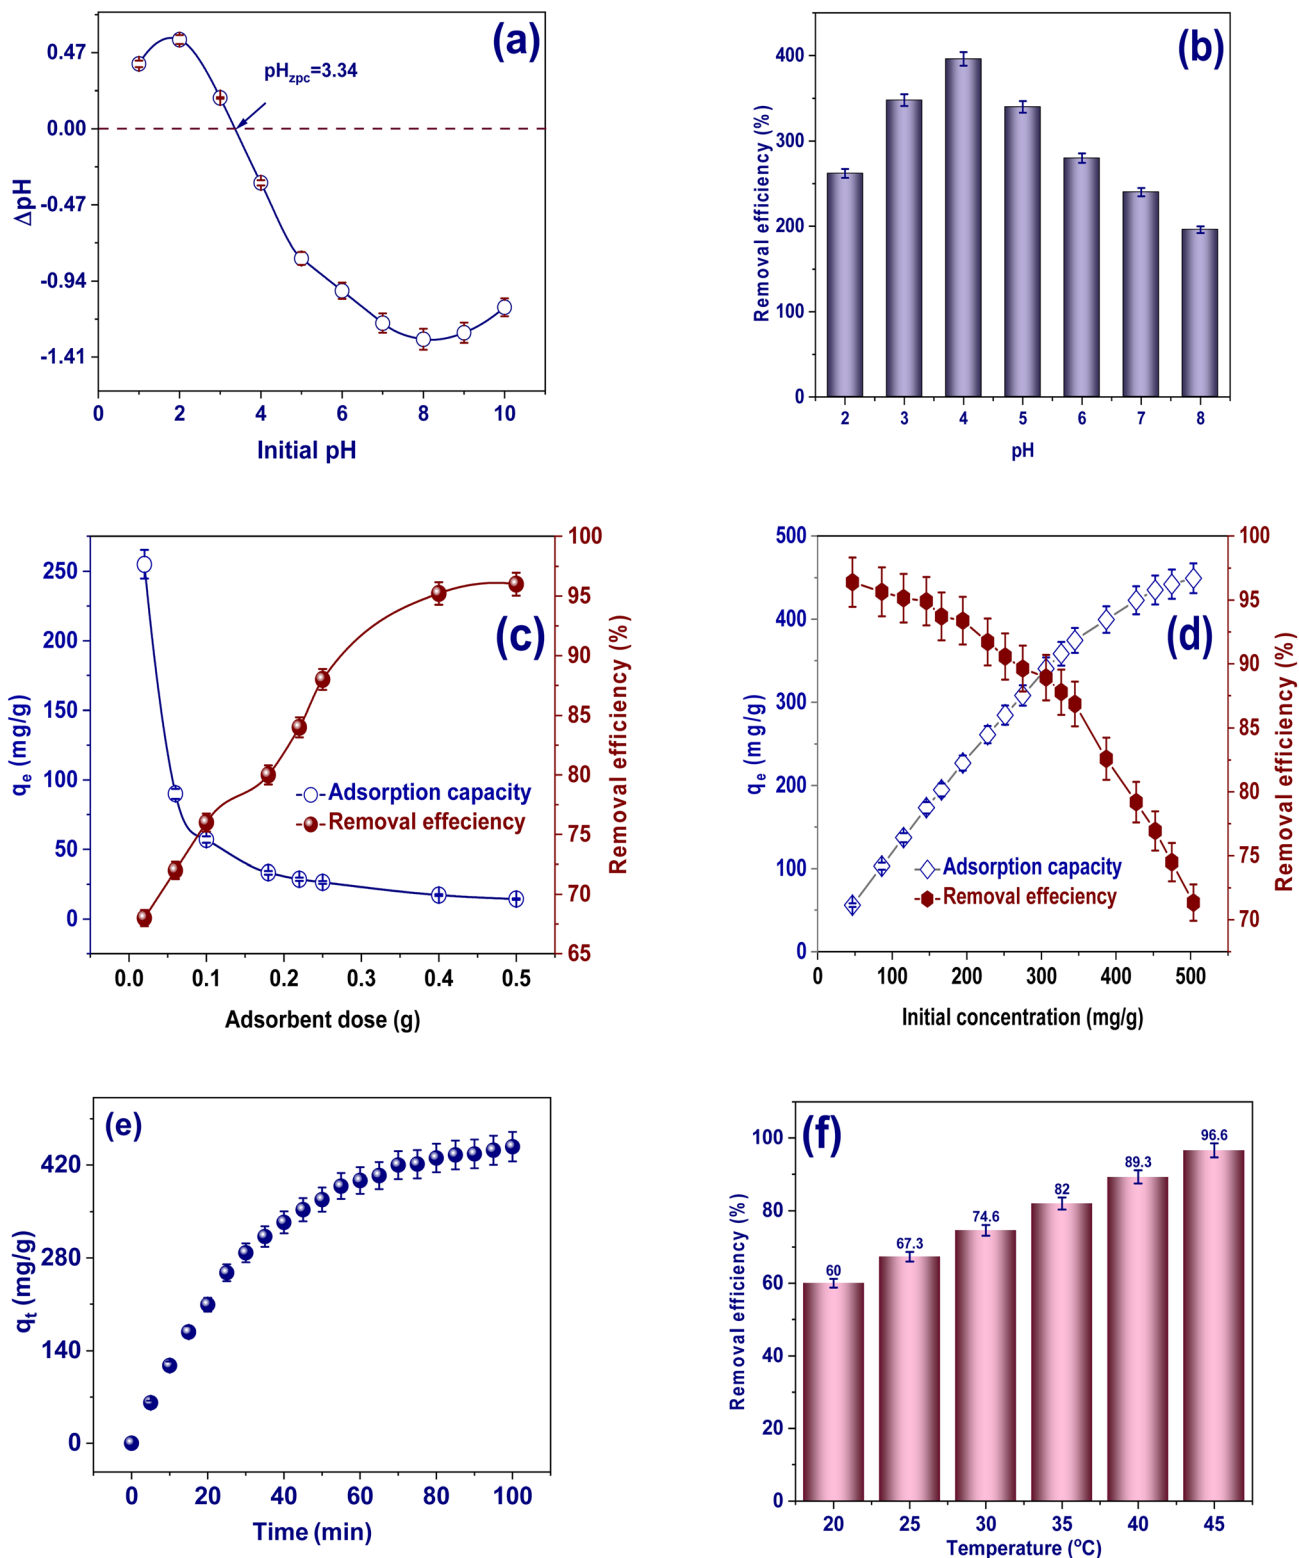 (a)
pHzpc=3.34
0.47
0.00
-0.47
-0.94
-1.41
ΔpH
0 2 4 6 8 10
Initial pH
(b)
400
300
200
100
0
Removal efficiency (%)
2 3 4 5 6 7 8
pH
(c)
250
200
150
100
50
0
qe (mg/g)
100
95
90
85
80
75
70
65
Removal efficiency (%)
Adsorption capacity
Removal effeciency
0.0 0.1 0.2 0.3 0.4 0.5
Adsorbent dose (g)
(d)
500
400
300
200
100
0
qe (mg/g)
100
95
90
85
80
75
70
Removal efficiency (%)
Adsorption capacity
Removal effeciency
0 100 200 300 400 500
Initial concentration (mg/g)
(e)
420
280
140
0
qt (mg/g)
0 20 40 60 80 100
Time (min)
(f)
100
80
60
40
20
0
Removal efficiency (%)
60
67.3
74.6
82
89.3
96.6
20 25 30 35 40 45
Temperature (oC)